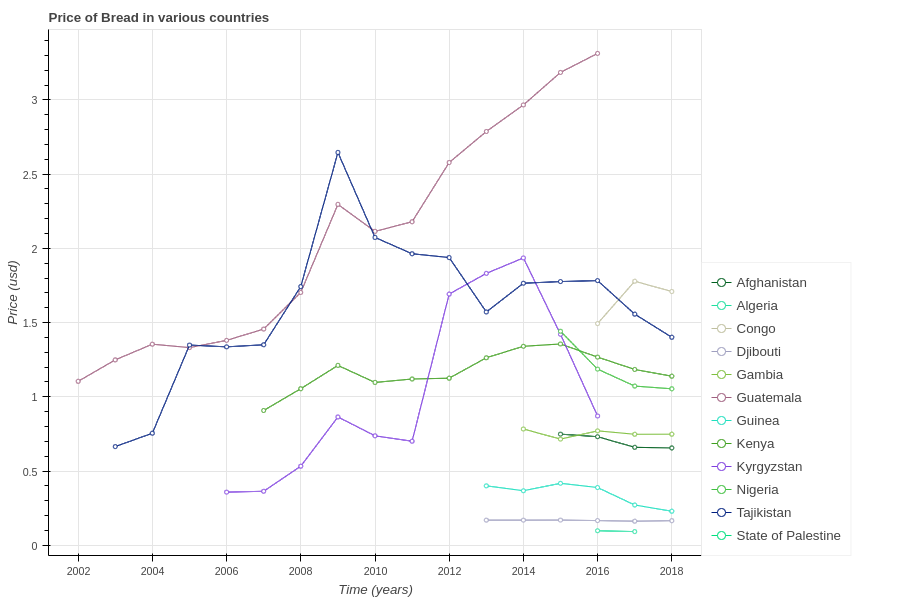 Price of Bread in various countries
Price (usd)
3
2.5
2
1.5
1
0.5
0
2002 2004 2006 2008 2010 2012 2014 2016 2018
Time (years)
Afghanistan
Algeria
Congo
Djibouti
Gambia
Guatemala
Guinea
Kenya
Kyrgyzstan
Nigeria
Tajikistan
State of Palestine